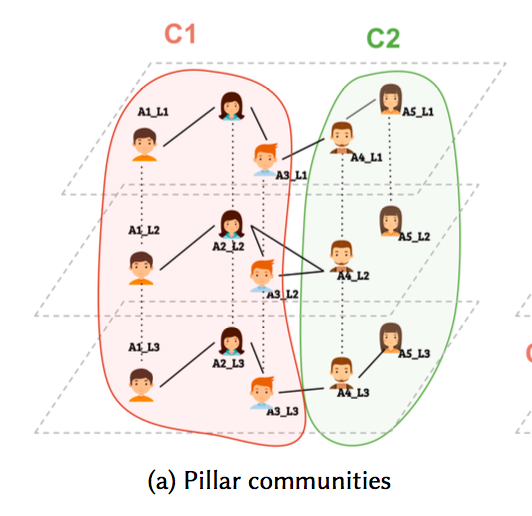 C1
C2
A1_L1
A5_L1
A4_L1
A3_L1
A1_L2
A2_L2
A5_L2
A4_L2
A3_L2
A1_L3
A2_L3
A5_L3
A4_L3
A3_L3
(a) Pillar communities